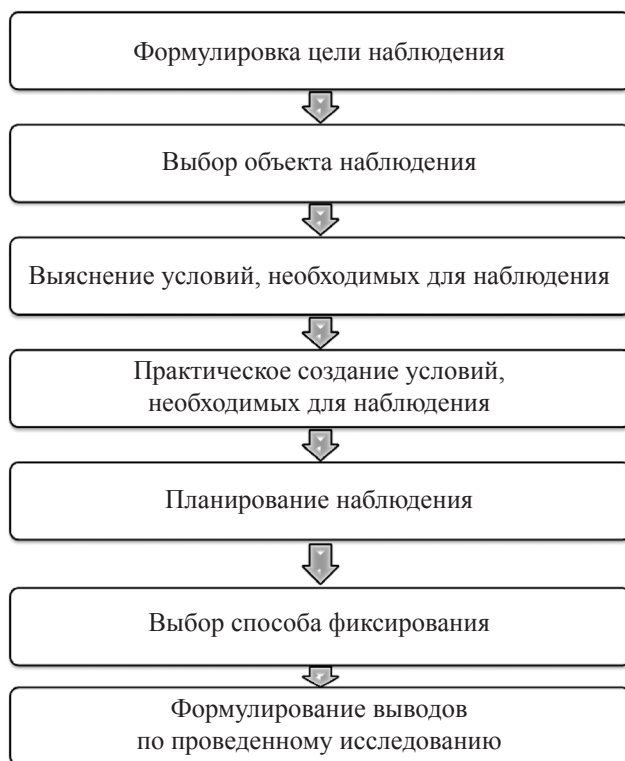 Формулировка цели наблюдения
Выбор объекта наблюдения
Выяснение условий, необходимых для наблюдения
Практическое создание условий,
необходимых для наблюдения
Планирование наблюдения
Выбор способа фиксирования
Формулирование выводов
по проведенному исследованию